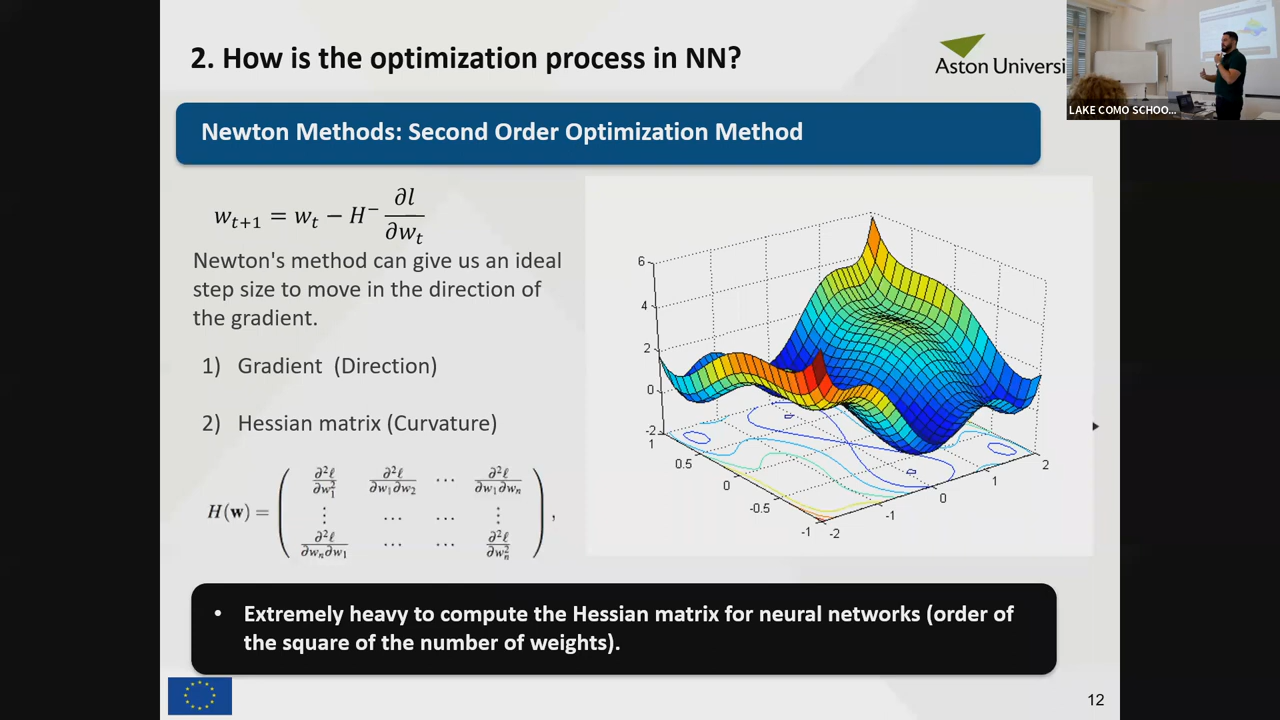 2. How is the optimization process in NN?
Aston Universi
LAKE COMO SCHOO...
Newton Methods: Second Order Optimization Method
w_{t+1} = w_t − H^− ∂l/∂w_t
Newton's method can give us an ideal
step size to move in the direction of
the gradient.
1) Gradient (Direction)
2) Hessian matrix (Curvature)
H(w) = ( ∂²ℓ/∂w₁² ∂²ℓ/∂w₁∂w₂ ⋯ ∂²ℓ/∂w₁∂wₙ
⋮ ⋯ ⋯ ⋮
∂²ℓ/∂wₙ∂w₁ ⋯ ⋯ ∂²ℓ/∂wₙ² ),
6
4
2
0
-2
1
0.5
0
-0.5
-1
-2
-1
0
1
2
• Extremely heavy to compute the Hessian matrix for neural networks (order of
the square of the number of weights).
12